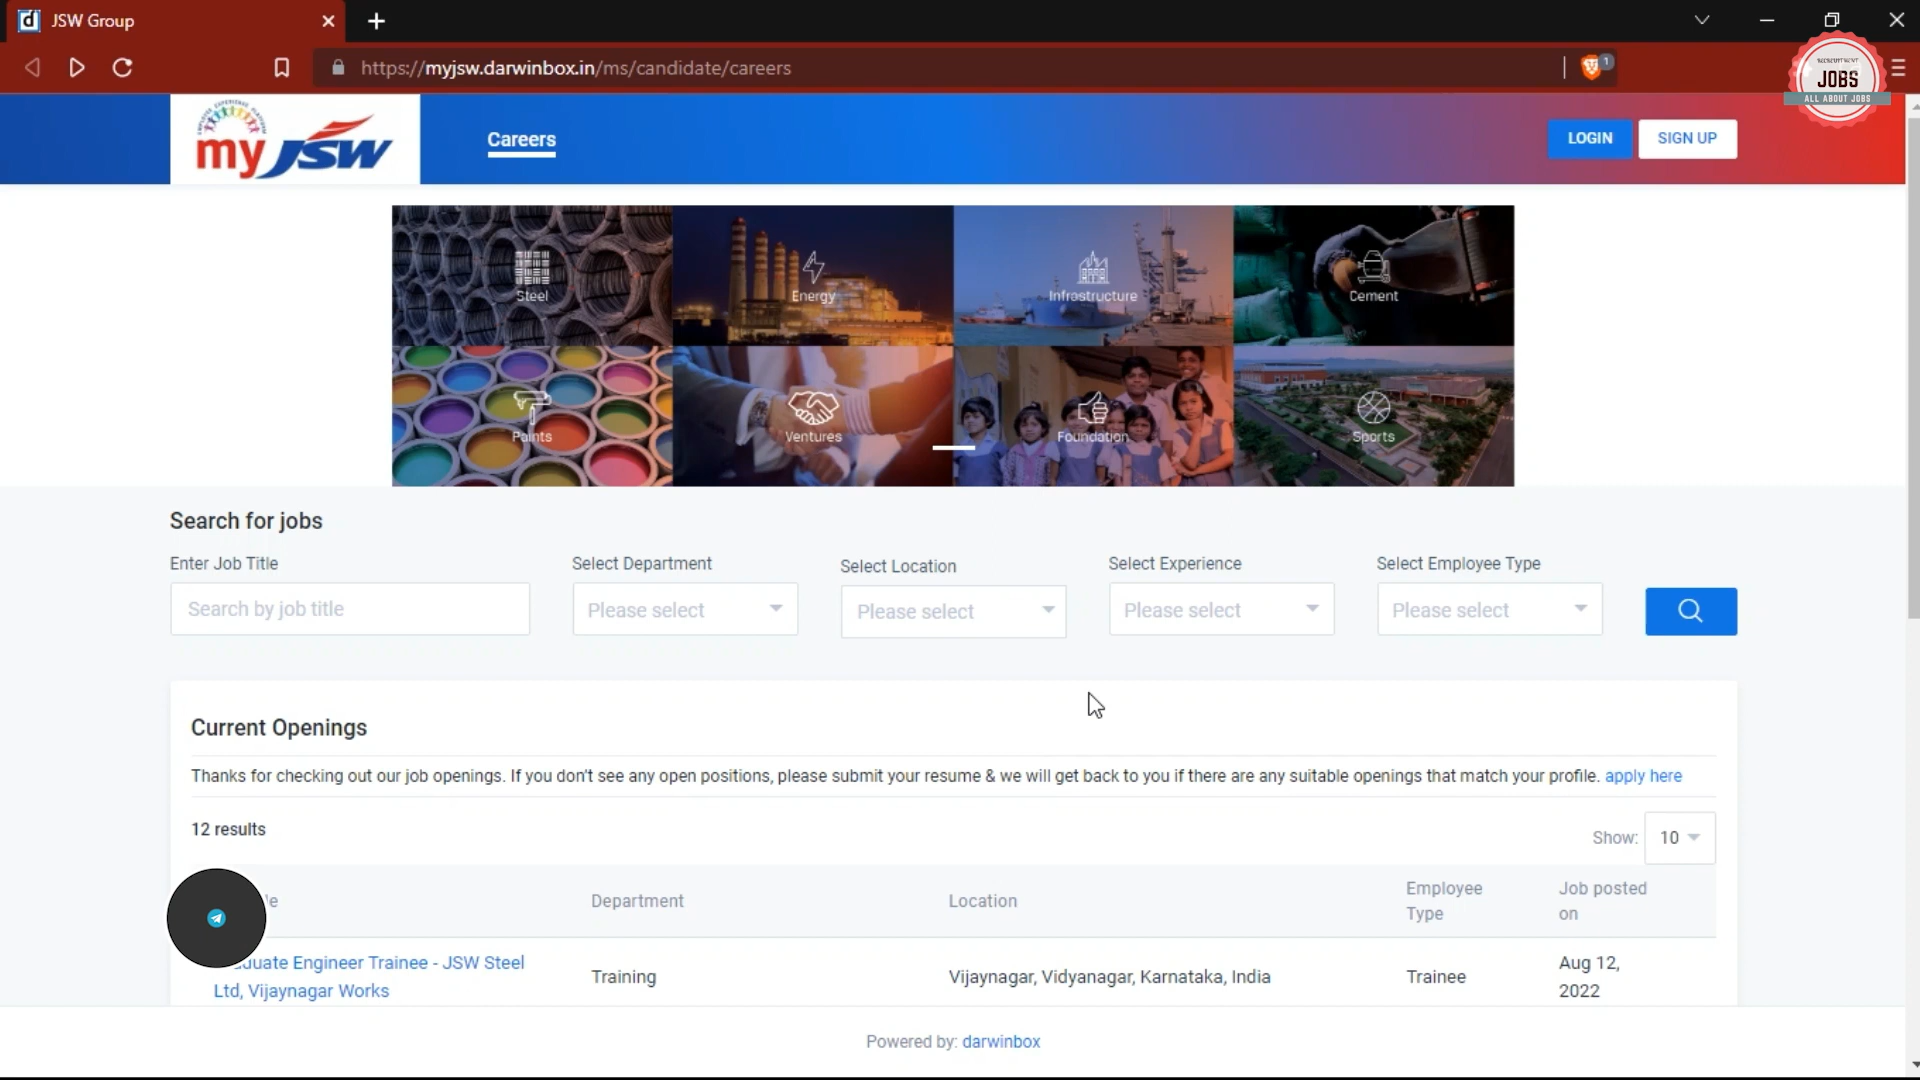 JSW Group
https://myjsw.darwinbox.in/ms/candidate/careers
1
RECRUITMENT
JOBS
ALL ABOUT JOBS
EMPLOYEE EXPERIENCE PLATFORM
my JSW
Careers
LOGIN
SIGN UP
Steel
Energy
Infrastructure
Cement
Paints
Ventures
Foundation
Sports
Search for jobs
Enter Job Title
Select Department
Select Location
Select Experience
Select Employee Type
Search by job title
Please select
Please select
Please select
Please select
Current Openings
Thanks for checking out our job openings. If you don't see any open positions, please submit your resume & we will get back to you if there are any suitable openings that match your profile. apply here
12 results
Show: 10
Department
Location
Employee Type
Job posted on
Engineer Trainee - JSW Steel
Ltd, Vijaynagar Works
Training
Vijaynagar, Vidyanagar, Karnataka, India
Trainee
Aug 12,
2022
Powered by: darwinbox